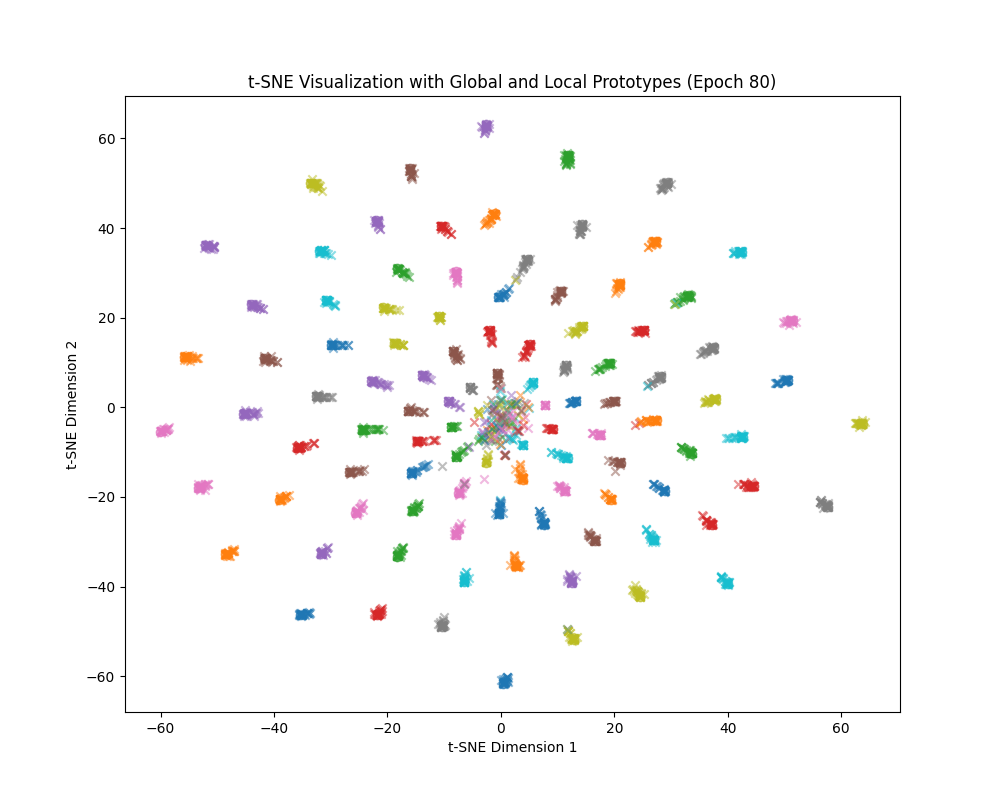 t-SNE Visualization with Global and Local Prototypes (Epoch 80)
60
40
20
0
−20
−40
−60
t-SNE Dimension 2
−60 −40 −20 0 20 40 60
t-SNE Dimension 1